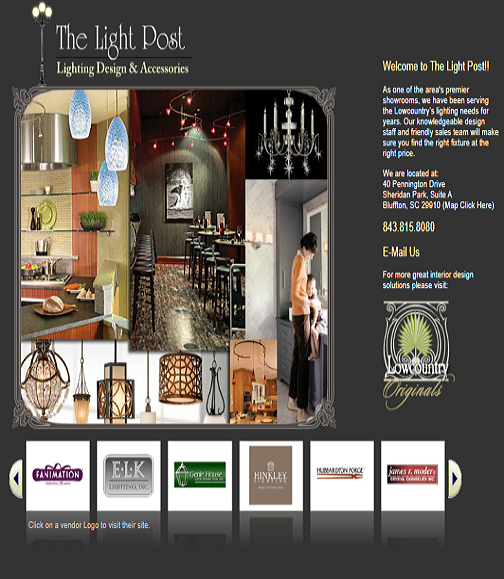 The Light Post
Lighting Design & Accessories
Welcome to The Light Post!!
As one of the area's premier
showrooms, we have been serving
the Lowcountry's lighting needs for
years. Our knowledgeable design
staff and friendly sales team will make
sure you find the right fixture at the
right price.
We are located at:
40 Pennington Drive
Sheridan Park, Suite A
Bluffton, SC 29910 (Map Click Here)
843.815.8080
E-Mail Us
For more great interior design
solutions please visit:
Lowcountry
Originals
FANIMATION
E·L·K
LIGHTING, INC.
HINKLEY
LIGHTING
HUBBARDTON FORGE
james r. moder
CRYSTAL CHANDELIER, INC.
Click on a vendor Logo to visit their site.